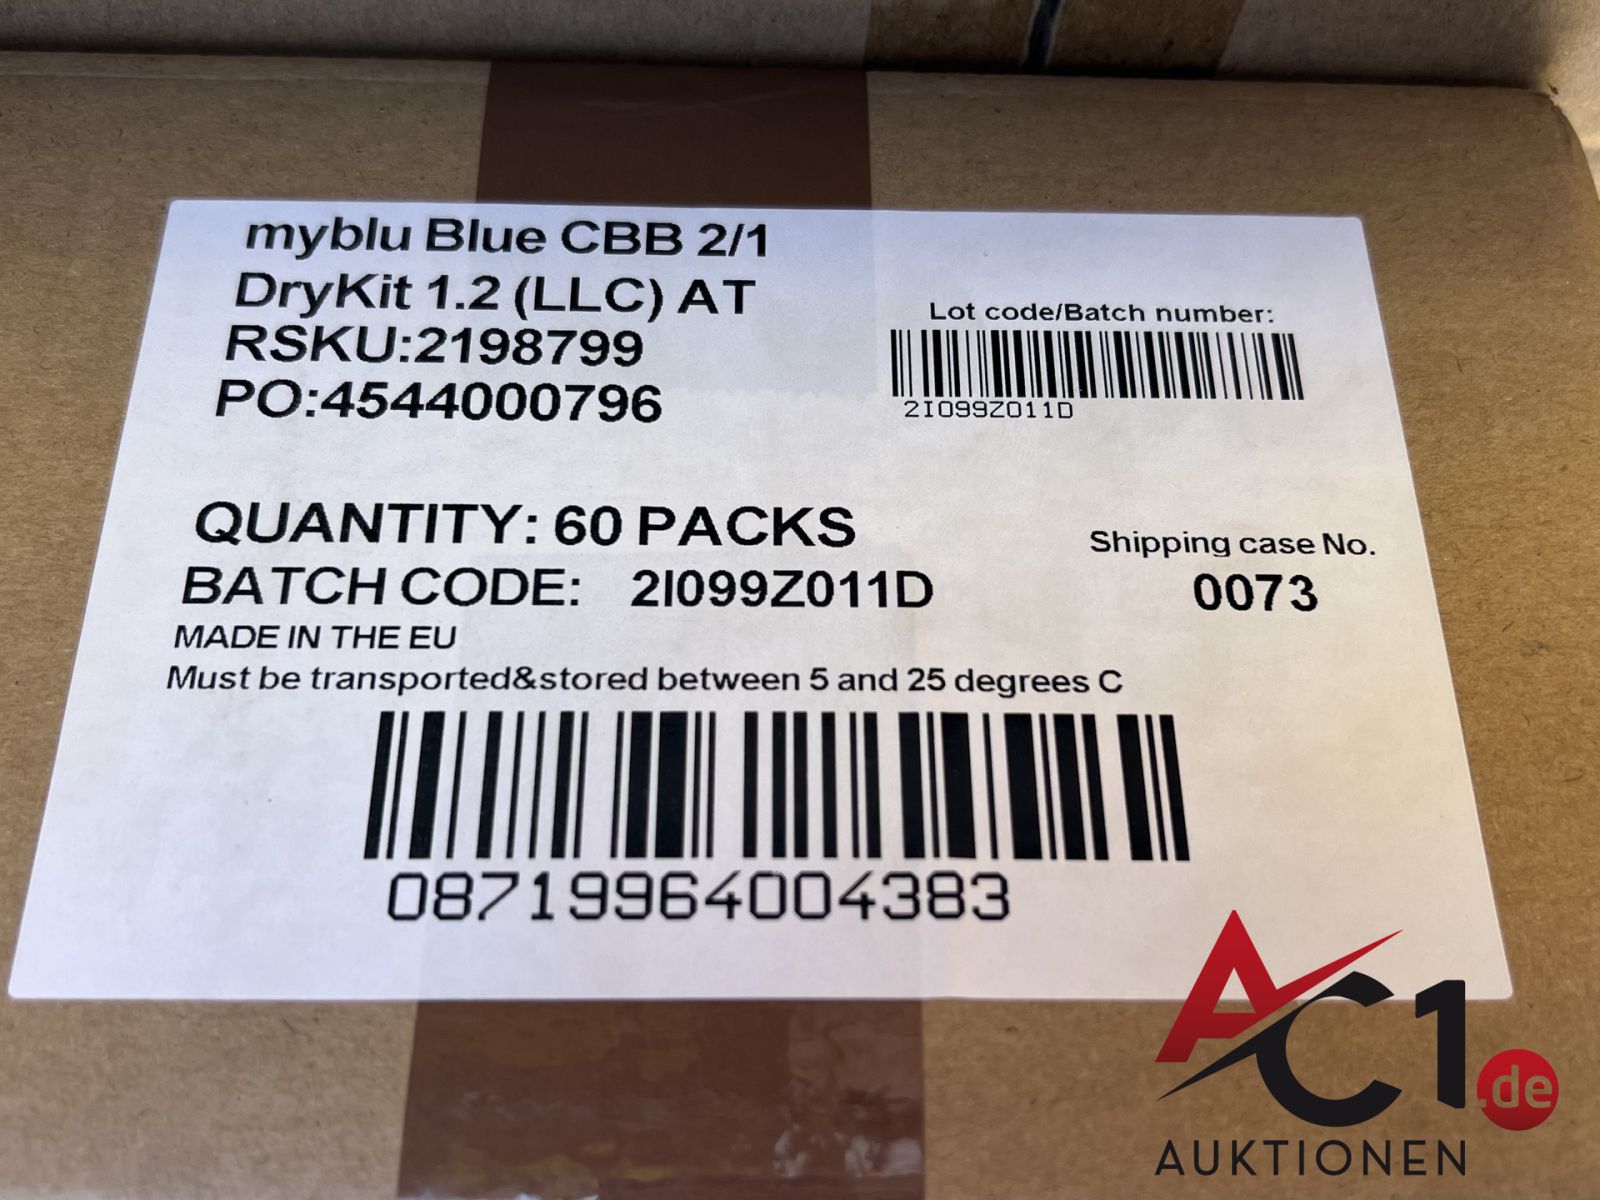 myblu Blue CBB 2/1
DryKit 1.2 (LLC) AT
RSKU:2198799
PO:4544000796
Lot code/Batch number:
2I099Z011D
QUANTITY: 60 PACKS
BATCH CODE: 2I099Z011D
MADE IN THE EU
Must be transported&stored between 5 and 25 degrees C
Shipping case No.
0073
08719964004383
AC1.de
AUKTIONEN